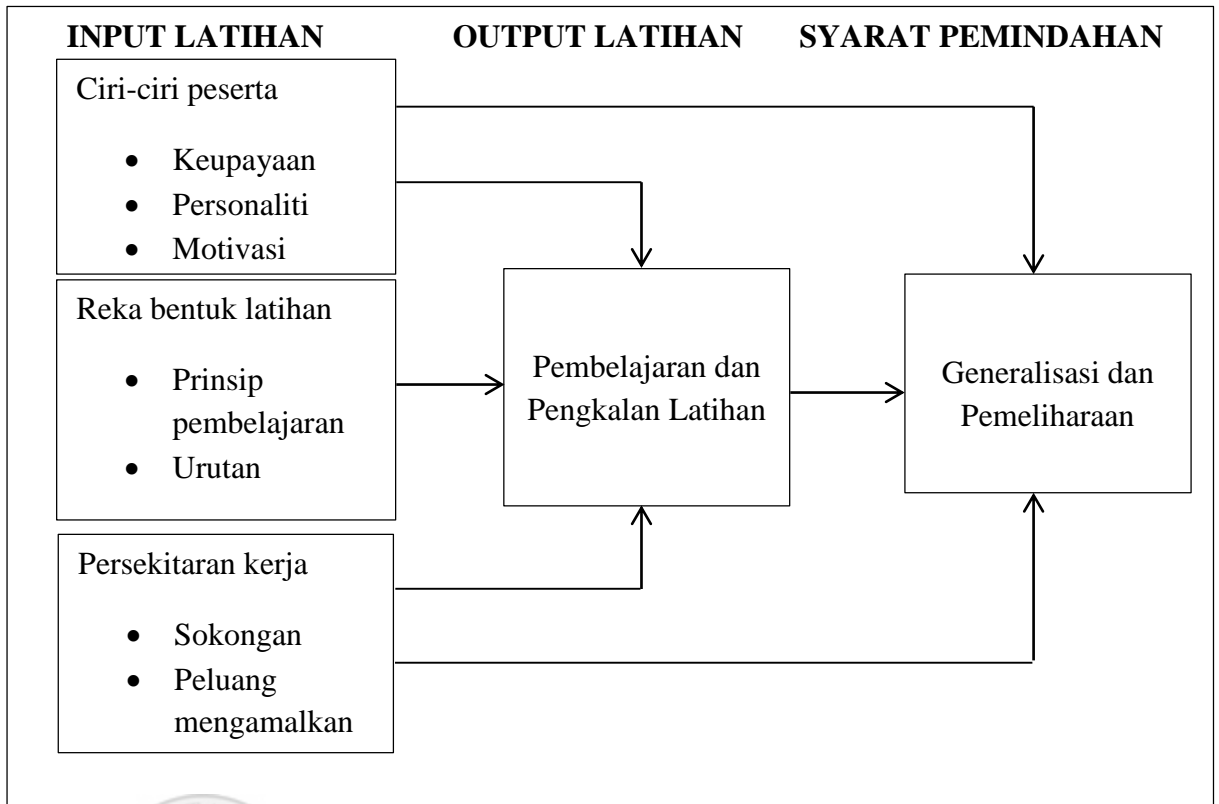 INPUT LATIHAN OUTPUT LATIHAN SYARAT PEMINDAHAN
Ciri-ciri peserta
• Keupayaan
• Personaliti
• Motivasi
Reka bentuk latihan
• Prinsip
pembelajaran
• Urutan
Persekitaran kerja
• Sokongan
• Peluang
mengamalkan
Pembelajaran dan
Pengkalan Latihan
Generalisasi dan
Pemeliharaan